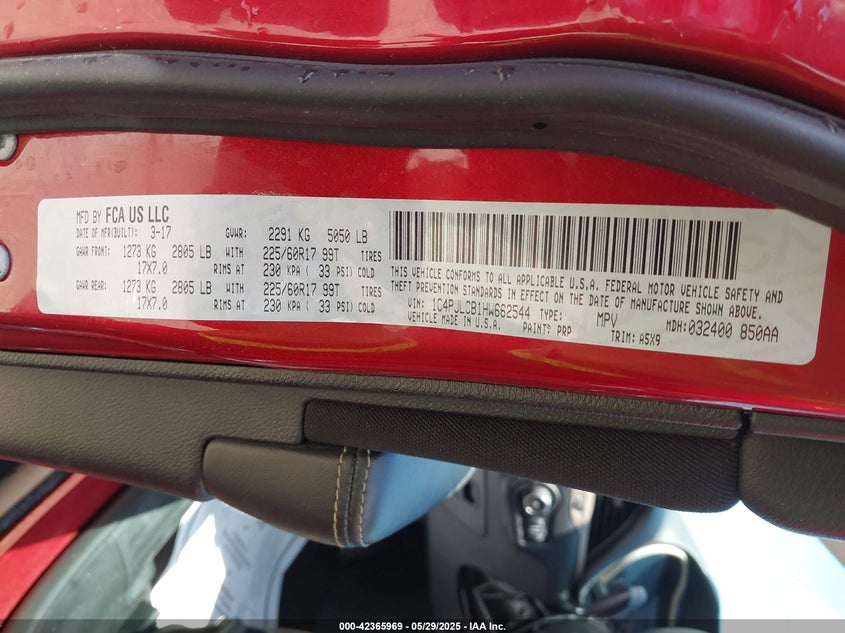 MFD BY FCA US LLC
DATE OF MFR(BUILT): 3-17 GVWR: 2291 KG 5050 LB
GAWR FRONT: 1273 KG 2805 LB WITH 225/60R17 99T TIRES
17X7.0 RIMS AT 230 KPA ( 33 PSI) COLD
GAWR REAR: 1273 KG 2805 LB WITH 225/60R17 99T TIRES
17X7.0 RIMS AT 230 KPA ( 33 PSI) COLD
THIS VEHICLE CONFORMS TO ALL APPLICABLE U.S.A. FEDERAL MOTOR VEHICLE SAFETY AND
THEFT PREVENTION STANDARDS IN EFFECT ON THE DATE OF MANUFACTURE SHOWN ABOVE.
VIN: 1C4PJLCB1HW662544 TYPE: MPV MDH: 032400 850AA
VEHICLE MADE IN U.S.A. PAINT: PRP TRIM: A5X9
000-42365969 - 05/29/2025 - IAA Inc.